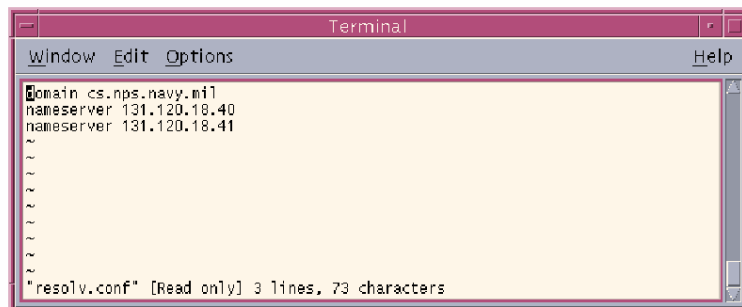 Terminal
Window Edit Options Help
domain cs.nps.navy.mil
nameserver 131.120.18.40
nameserver 131.120.18.41
~
~
~
~
~
~
~
~
~
"resolv.conf" [Read only] 3 lines, 73 characters